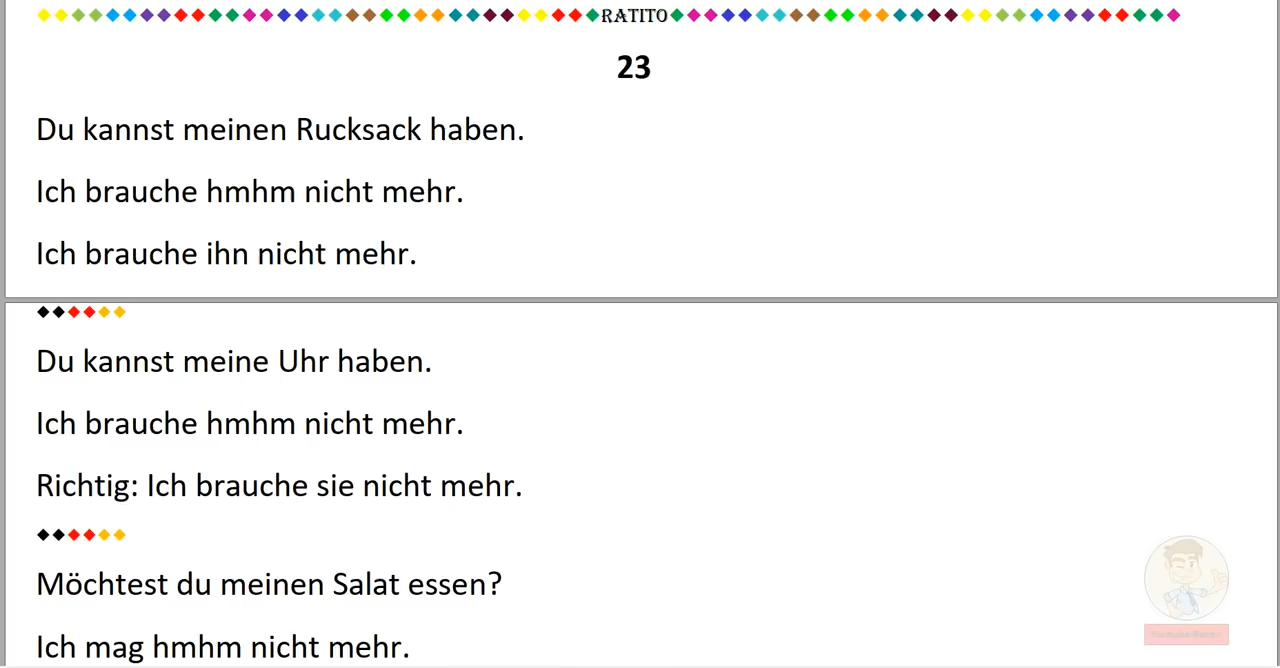 RATITO
23
Du kannst meinen Rucksack haben.
Ich brauche hmhm nicht mehr.
Ich brauche ihn nicht mehr.
Du kannst meine Uhr haben.
Ich brauche hmhm nicht mehr.
Richtig: Ich brauche sie nicht mehr.
Möchtest du meinen Salat essen?
Ich mag hmhm nicht mehr.